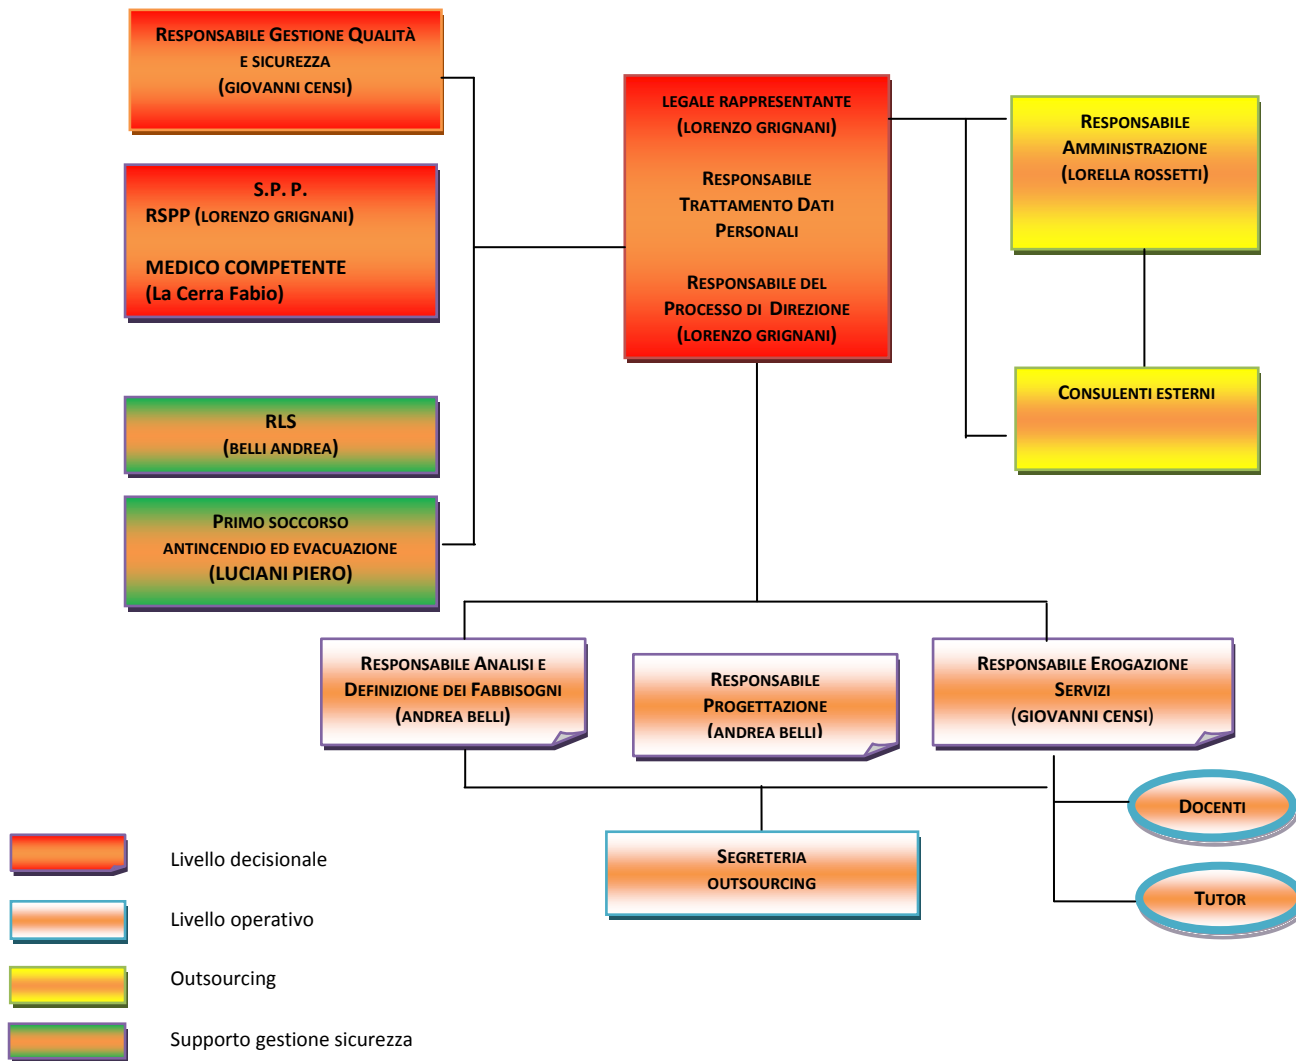 Responsabile Gestione Qualità
e sicurezza
(GIOVANNI CENSI)
S.P. P.
RSPP (LORENZO GRIGNANI)
MEDICO COMPETENTE
(La Cerra Fabio)
RLS
(BELLI ANDREA)
Primo soccorso
antincendio ed evacuazione
(LUCIANI PIERO)
legale rappresentante
(LORENZO GRIGNANI)
Responsabile
Trattamento Dati
Personali
Responsabile del
Processo di Direzione
(LORENZO GRIGNANI)
Responsabile
Amministrazione
(LORELLA ROSSETTI)
Consulenti esterni
Responsabile Analisi e
Definizione dei Fabbisogni
(ANDREA BELLI)
Responsabile
Progettazione
(ANDREA BELLI)
Responsabile Erogazione
Servizi
(GIOVANNI CENSI)
Docenti
Tutor
Segreteria
outsourcing
Livello decisionale
Livello operativo
Outsourcing
Supporto gestione sicurezza